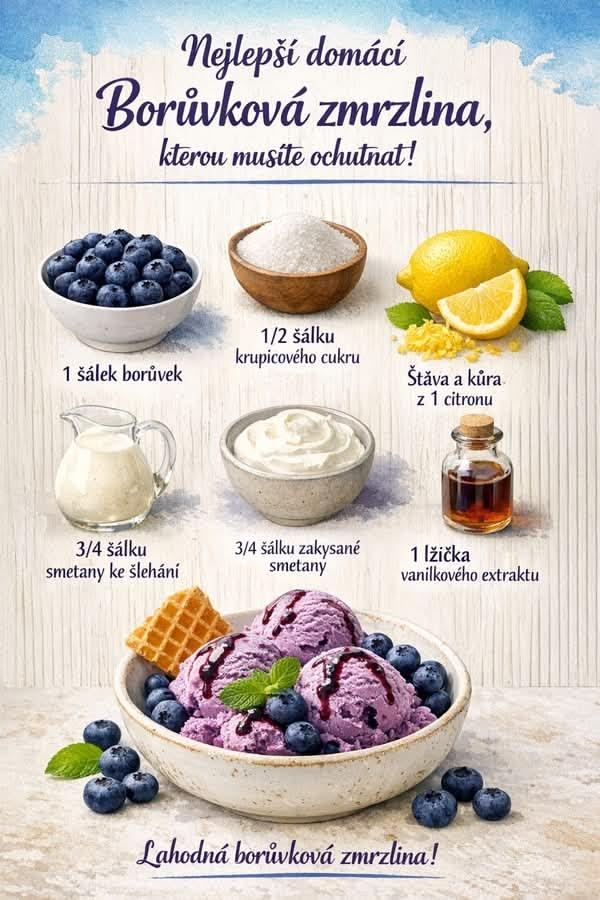 Nejlepší domácí
Borůvková zmrzlina,
kterou musíte ochutnat!
1 šálek borůvek
1/2 šálku
krupicového cukru
Štáva a kůra
z 1 citronu
3/4 šálku
smetany ke šlehání
3/4 šálku zakysané
smetany
1 lžička
vanilkového extraktu
Lahodná borůvková zmrzlina!